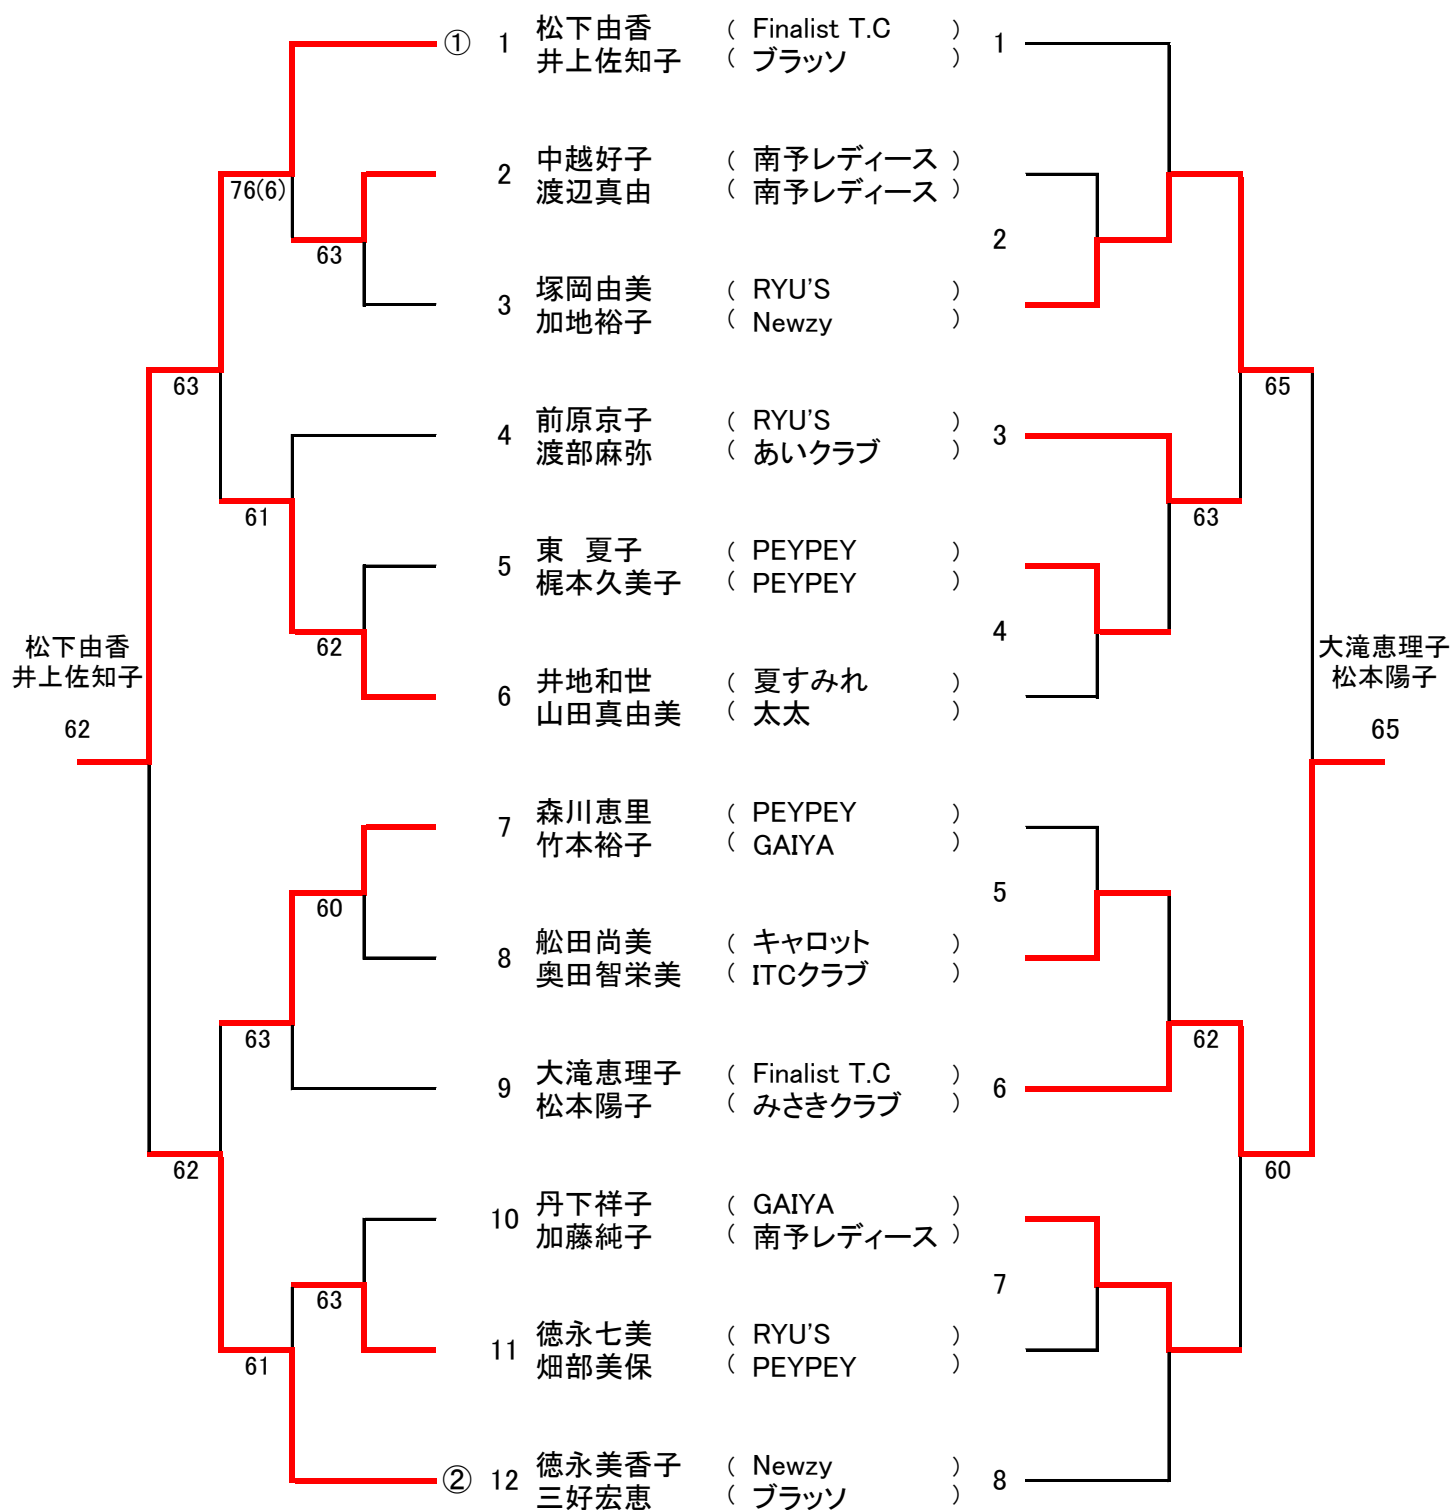 ① 1 松下由香 ( Finalist T.C ) 1
井上佐知子 ( ブラッソ )
2 中越好子 ( 南予レディース )
76(6) 渡辺真由 ( 南予レディース )
63 2
3 塚岡由美 ( RYU'S )
加地裕子 ( Newzy )
63 65
4 前原京子 ( RYU'S ) 3
渡部麻弥 ( あいクラブ )
61 63
5 東 夏子 ( PEYPEY )
梶本久美子 ( PEYPEY )
4
松下由香 62 大滝恵理子
井上佐知子 松本陽子
6 井地和世 ( 夏すみれ )
山田真由美 ( 太太 )
62 65
7 森川恵里 ( PEYPEY )
竹本裕子 ( GAIYA )
60 5
8 舩田尚美 ( キャロット )
奥田智栄美 ( ITCクラブ )
63 62
9 大滝恵理子 ( Finalist T.C ) 6
松本陽子 ( みさきクラブ )
62 60
10 丹下祥子 ( GAIYA )
加藤純子 ( 南予レディース )
63 7
11 徳永七美 ( RYU'S )
畑部美保 ( PEYPEY )
61
② 12 徳永美香子 ( Newzy ) 8
三好宏恵 ( ブラッソ )